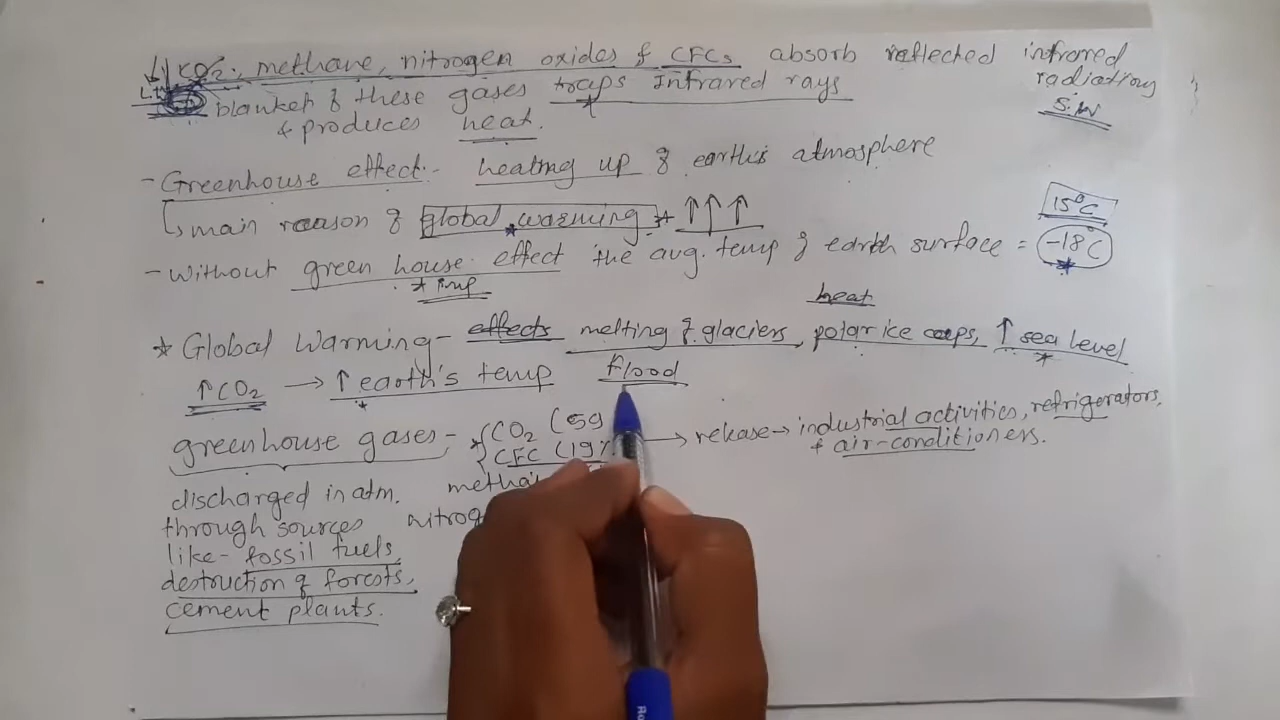 CO2, methane, nitrogen oxides & CFCs absorb reflected infrared radiations
blanket of these gases traps Infrared rays
S.W
& produces heat.
- Greenhouse effect - heating up of earth's atmosphere
main reason of global warming ↑↑↑
15°C
- Without green house effect the avg. temp of earth surface = -18°C
* imp
heat
* Global Warming - effects melting of glaciers, polar ice caps, ↑ sea level
↑CO2 → ↑ earth's temp flood
greenhouse gases - CO2 (
CFC (19 → release → industrial activities, refrigerators,
& air-conditioners.
discharged in atm.
through sources
like - fossil fuels,
destruction of forests,
cement plants.